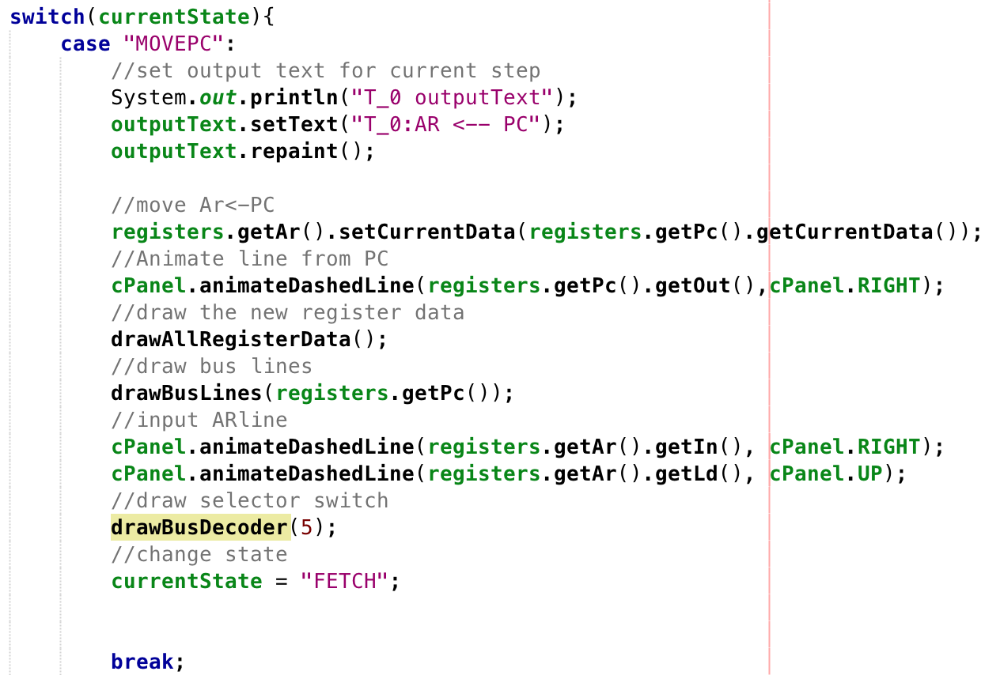 switch(currentState){
case "MOVEPC":
//set output text for current step
System.out.println("T_0 outputText");
outputText.setText("T_0:AR <-- PC");
outputText.repaint();
//move Ar<-PC
registers.getAr().setCurrentData(registers.getPc().getCurrentData());
//Animate line from PC
cPanel.animateDashedLine(registers.getPc().getOut(),cPanel.RIGHT);
//draw the new register data
drawAllRegisterData();
//draw bus lines
drawBusLines(registers.getPc());
//input ARline
cPanel.animateDashedLine(registers.getAr().getIn(), cPanel.RIGHT);
cPanel.animateDashedLine(registers.getAr().getLd(), cPanel.UP);
//draw selector switch
drawBusDecoder(5);
//change state
currentState = "FETCH";
break;